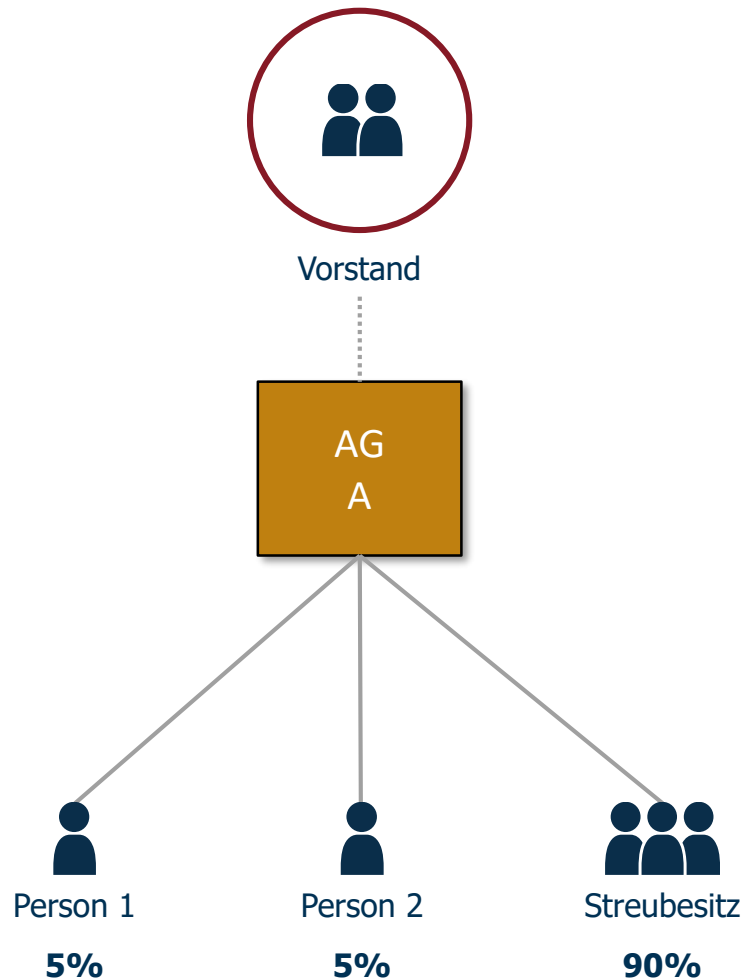 Vorstand
AG
A
Person 1
Person 2
Streubesitz
5%
5%
90%